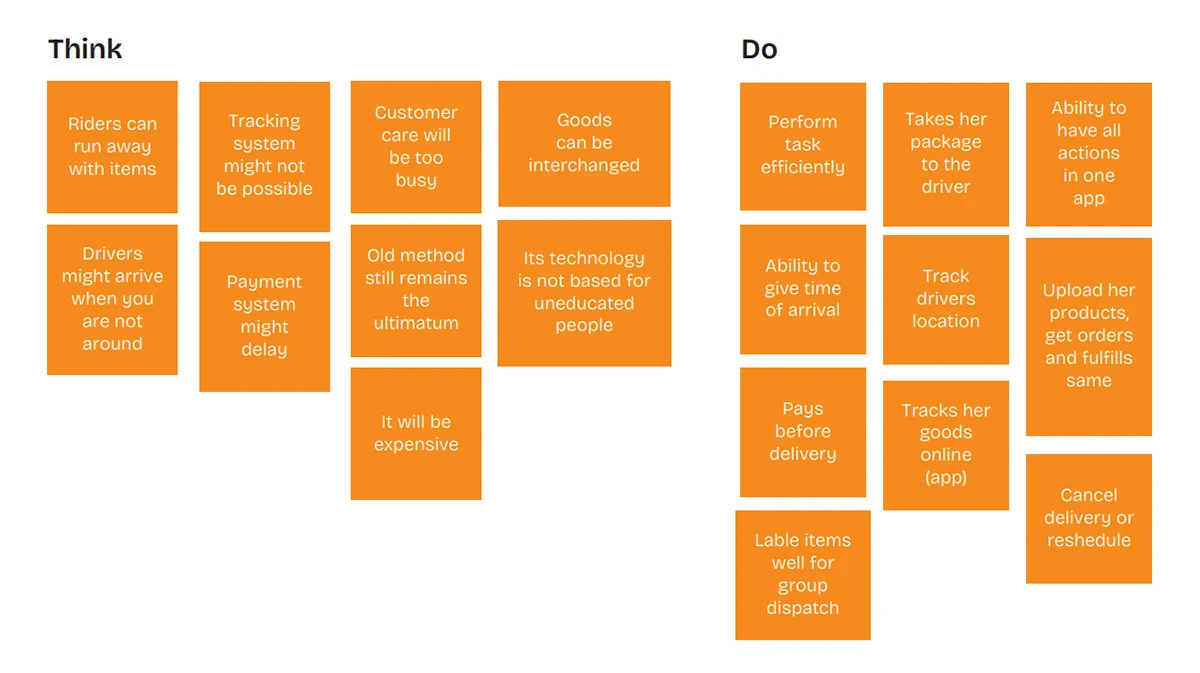 Think
Riders can
run away
with items
Tracking
system
might not
be possible
Customer
care will
be too
busy
Goods
can be
interchanged
Drivers
might arrive
when you
are not
around
Payment
system
might
delay
Old method
still remains
the
ultimatum
Its technology
is not based for
uneducated
people
It will be
expensive
Do
Perform
task
efficiently
Takes her
package
to the
driver
Ability to
have all
actions
in one
app
Ability to
give time
of arrival
Track
drivers
location
Upload her
products,
get orders
and fulfills
same
Pays
before
delivery
Tracks her
goods
online
(app)
Cancel
delivery or
reshedule
Lable items
well for
group
dispatch